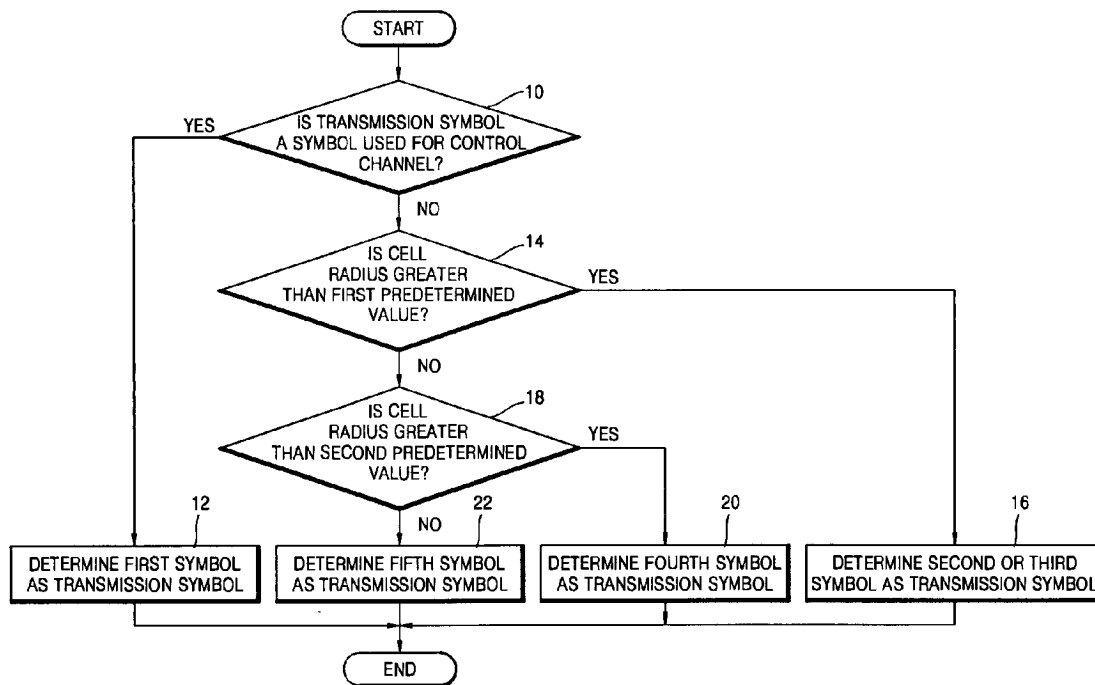 START
10
YES
IS TRANSMISSION SYMBOL
A SYMBOL USED FOR CONTROL
CHANNEL?
NO
14
IS CELL
RADIUS GREATER
THAN FIRST PREDETERMINED
VALUE?
YES
NO
18
IS CELL
RADIUS GREATER
THAN SECOND PREDETERMINED
VALUE?
YES
NO
12
DETERMINE FIRST SYMBOL
AS TRANSMISSION SYMBOL
22
DETERMINE FIFTH SYMBOL
AS TRANSMISSION SYMBOL
20
DETERMINE FOURTH SYMBOL
AS TRANSMISSION SYMBOL
16
DETERMINE SECOND OR THIRD
SYMBOL AS TRANSMISSION SYMBOL
END